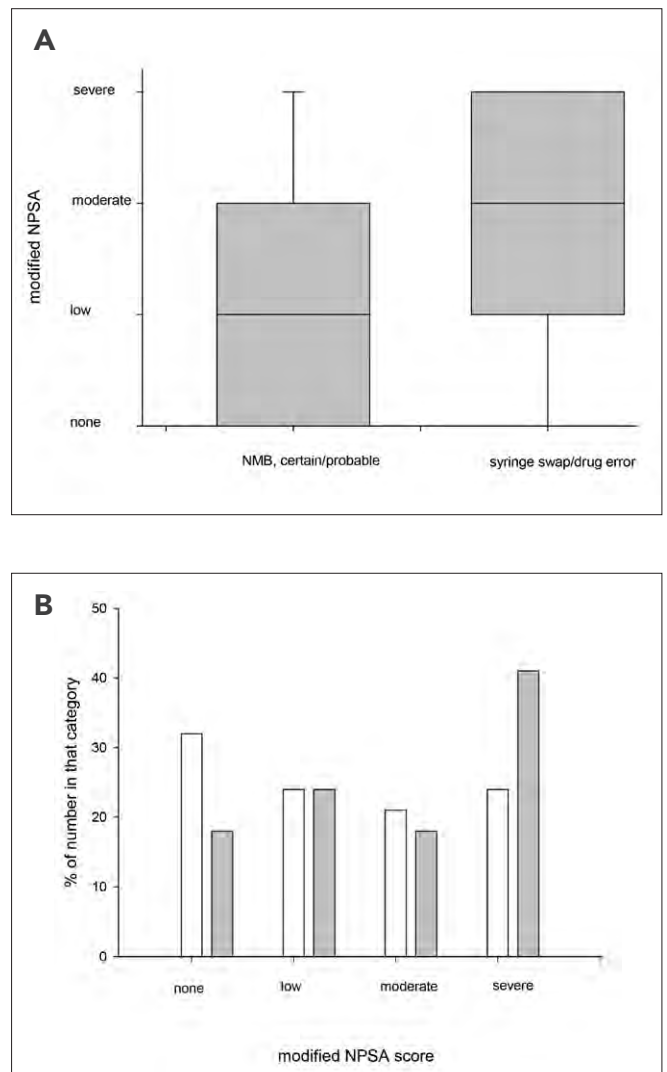 A
severe
moderate
low
none
modified NPSA
NMB, certain/probable
syringe swap/drug error
B
50
40
30
20
10
0
% of number in that category
none
low
moderate
severe
modified NPSA score